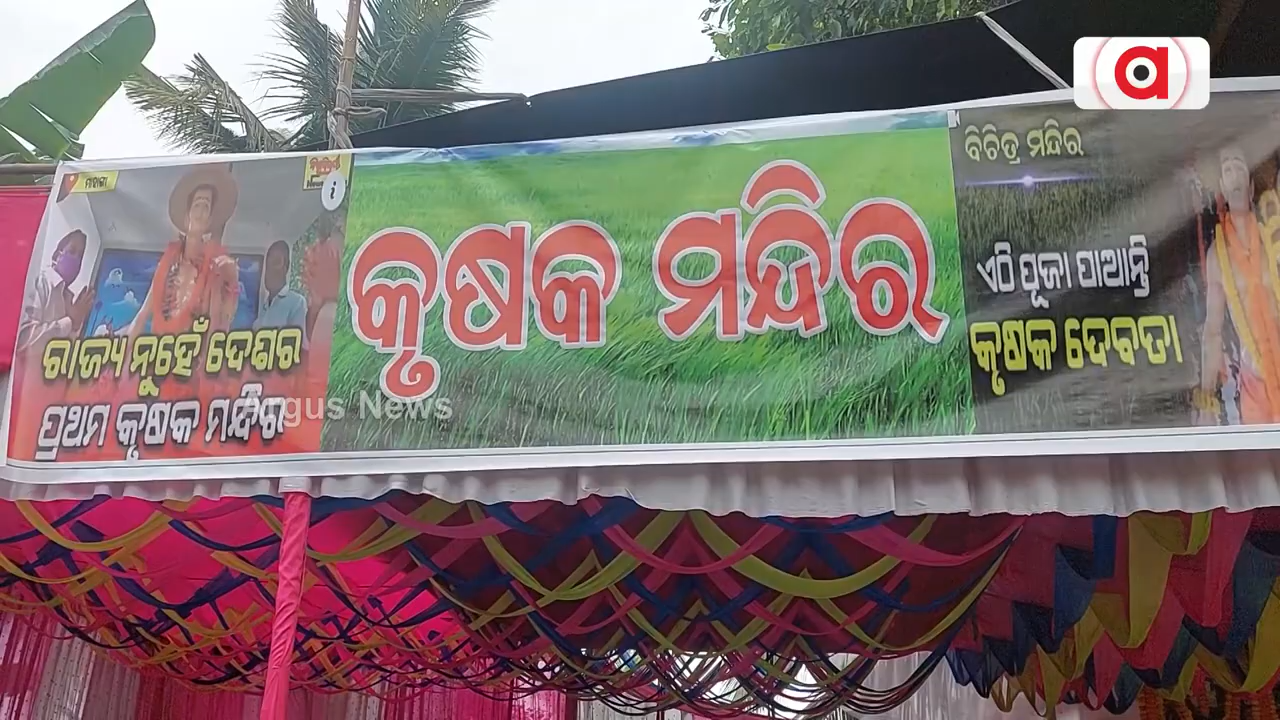 ମାହାଙ୍ଗା
ରାଜ୍ୟ ନୁହେଁ ଦେଶର
ପ୍ରଥମ କୃଷକ ମନ୍ଦିର
କୃଷକ ମନ୍ଦିର
ବିଚିତ୍ର ମନ୍ଦିର
ଏଠି ପୂଜା ପାଆନ୍ତି
କୃଷକ ଦେବତା
Argus News
a